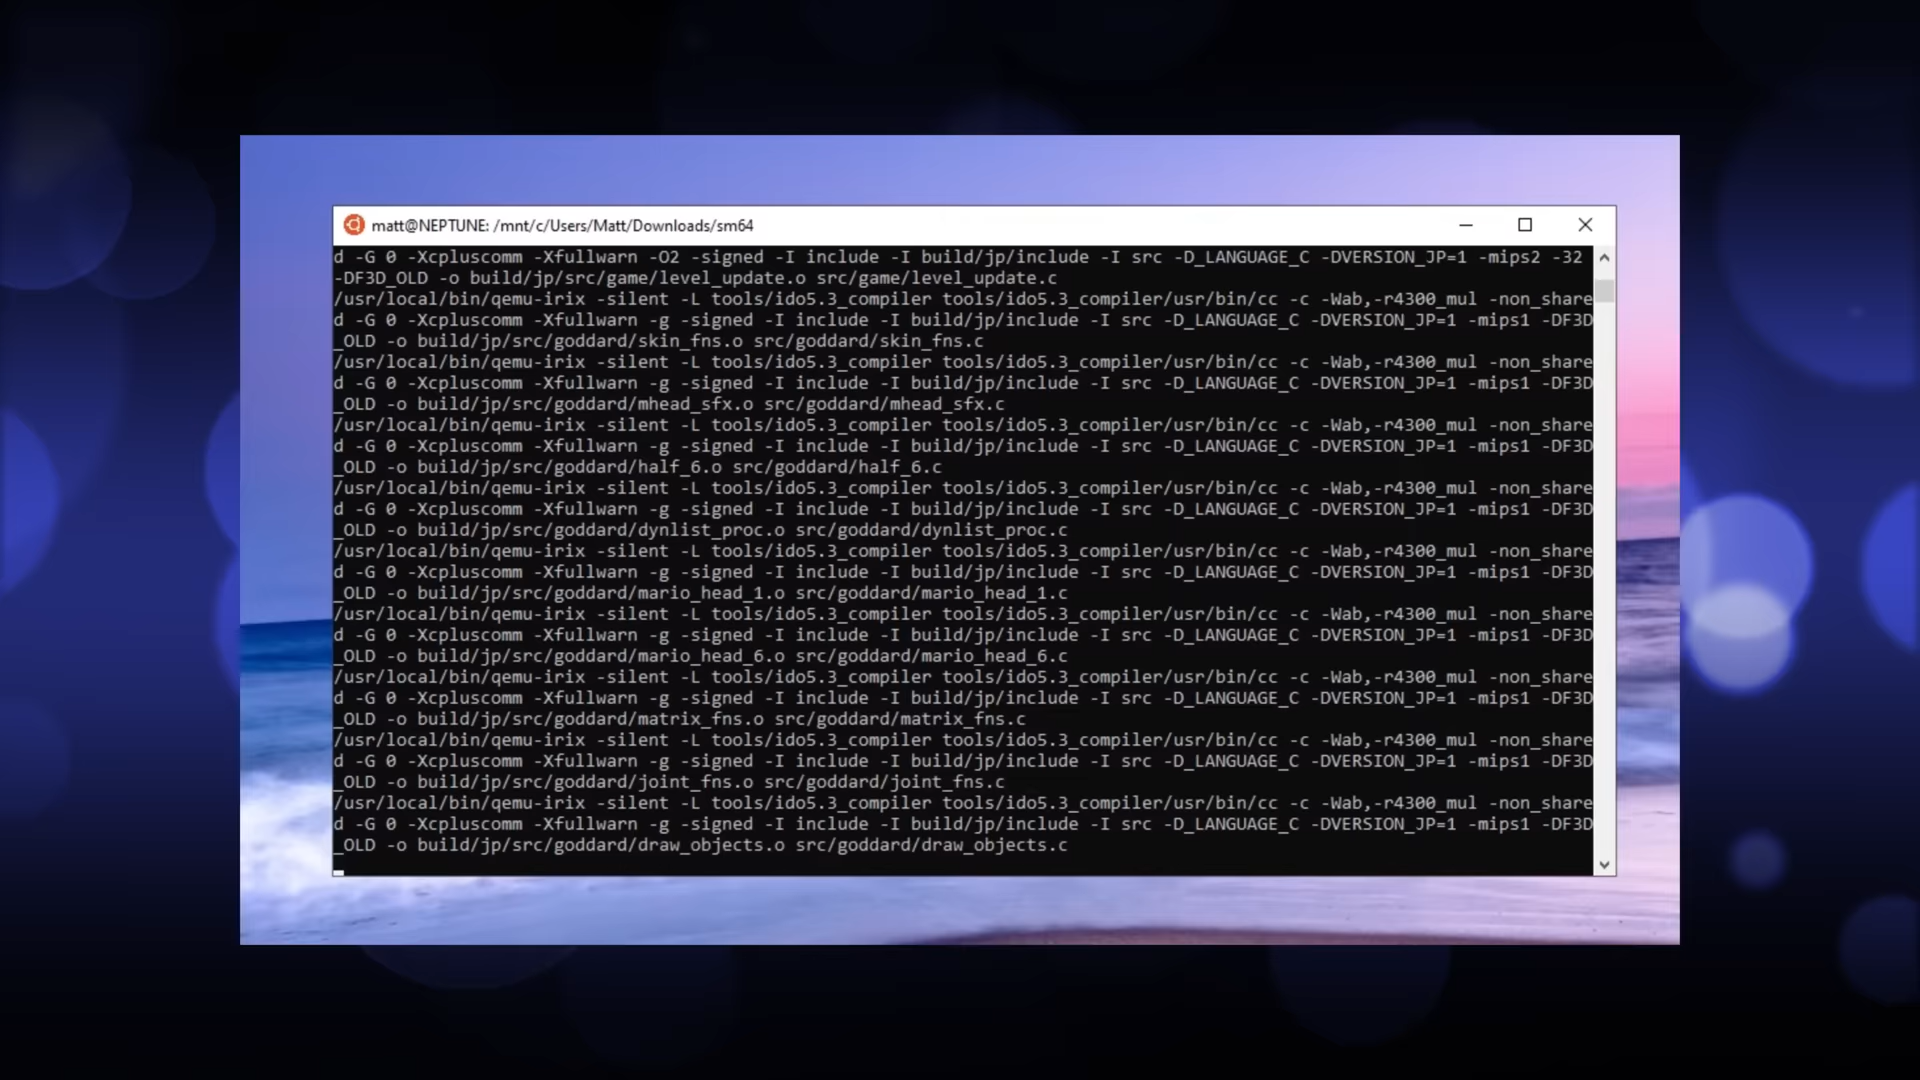 matt@NEPTUNE: /mnt/c/Users/Matt/Downloads/sm64
d -G 0 -Xcpluscomm -Xfullwarn -O2 -signed -I include -I build/jp/include -I src -D_LANGUAGE_C -DVERSION_JP=1 -mips2 -32
-DF3D_OLD -o build/jp/src/game/level_update.o src/game/level_update.c
/usr/local/bin/qemu-irix -silent -L tools/ido5.3_compiler tools/ido5.3_compiler/usr/bin/cc -c -Wab,-r4300_mul -non_share
d -G 0 -Xcpluscomm -Xfullwarn -g -signed -I include -I build/jp/include -I src -D_LANGUAGE_C -DVERSION_JP=1 -mips1 -DF3D
_OLD -o build/jp/src/goddard/skin_fns.o src/goddard/skin_fns.c
/usr/local/bin/qemu-irix -silent -L tools/ido5.3_compiler tools/ido5.3_compiler/usr/bin/cc -c -Wab,-r4300_mul -non_share
d -G 0 -Xcpluscomm -Xfullwarn -g -signed -I include -I build/jp/include -I src -D_LANGUAGE_C -DVERSION_JP=1 -mips1 -DF3D
_OLD -o build/jp/src/goddard/mhead_sfx.o src/goddard/mhead_sfx.c
/usr/local/bin/qemu-irix -silent -L tools/ido5.3_compiler tools/ido5.3_compiler/usr/bin/cc -c -Wab,-r4300_mul -non_share
d -G 0 -Xcpluscomm -Xfullwarn -g -signed -I include -I build/jp/include -I src -D_LANGUAGE_C -DVERSION_JP=1 -mips1 -DF3D
_OLD -o build/jp/src/goddard/half_6.o src/goddard/half_6.c
/usr/local/bin/qemu-irix -silent -L tools/ido5.3_compiler tools/ido5.3_compiler/usr/bin/cc -c -Wab,-r4300_mul -non_share
d -G 0 -Xcpluscomm -Xfullwarn -g -signed -I include -I build/jp/include -I src -D_LANGUAGE_C -DVERSION_JP=1 -mips1 -DF3D
_OLD -o build/jp/src/goddard/dynlist_proc.o src/goddard/dynlist_proc.c
/usr/local/bin/qemu-irix -silent -L tools/ido5.3_compiler tools/ido5.3_compiler/usr/bin/cc -c -Wab,-r4300_mul -non_share
d -G 0 -Xcpluscomm -Xfullwarn -g -signed -I include -I build/jp/include -I src -D_LANGUAGE_C -DVERSION_JP=1 -mips1 -DF3D
_OLD -o build/jp/src/goddard/mario_head_1.o src/goddard/mario_head_1.c
/usr/local/bin/qemu-irix -silent -L tools/ido5.3_compiler tools/ido5.3_compiler/usr/bin/cc -c -Wab,-r4300_mul -non_share
d -G 0 -Xcpluscomm -Xfullwarn -g -signed -I include -I build/jp/include -I src -D_LANGUAGE_C -DVERSION_JP=1 -mips1 -DF3D
_OLD -o build/jp/src/goddard/mario_head_6.o src/goddard/mario_head_6.c
/usr/local/bin/qemu-irix -silent -L tools/ido5.3_compiler tools/ido5.3_compiler/usr/bin/cc -c -Wab,-r4300_mul -non_share
d -G 0 -Xcpluscomm -Xfullwarn -g -signed -I include -I build/jp/include -I src -D_LANGUAGE_C -DVERSION_JP=1 -mips1 -DF3D
_OLD -o build/jp/src/goddard/matrix_fns.o src/goddard/matrix_fns.c
/usr/local/bin/qemu-irix -silent -L tools/ido5.3_compiler tools/ido5.3_compiler/usr/bin/cc -c -Wab,-r4300_mul -non_share
d -G 0 -Xcpluscomm -Xfullwarn -g -signed -I include -I build/jp/include -I src -D_LANGUAGE_C -DVERSION_JP=1 -mips1 -DF3D
_OLD -o build/jp/src/goddard/joint_fns.o src/goddard/joint_fns.c
/usr/local/bin/qemu-irix -silent -L tools/ido5.3_compiler tools/ido5.3_compiler/usr/bin/cc -c -Wab,-r4300_mul -non_share
d -G 0 -Xcpluscomm -Xfullwarn -g -signed -I include -I build/jp/include -I src -D_LANGUAGE_C -DVERSION_JP=1 -mips1 -DF3D
_OLD -o build/jp/src/goddard/draw_objects.o src/goddard/draw_objects.c